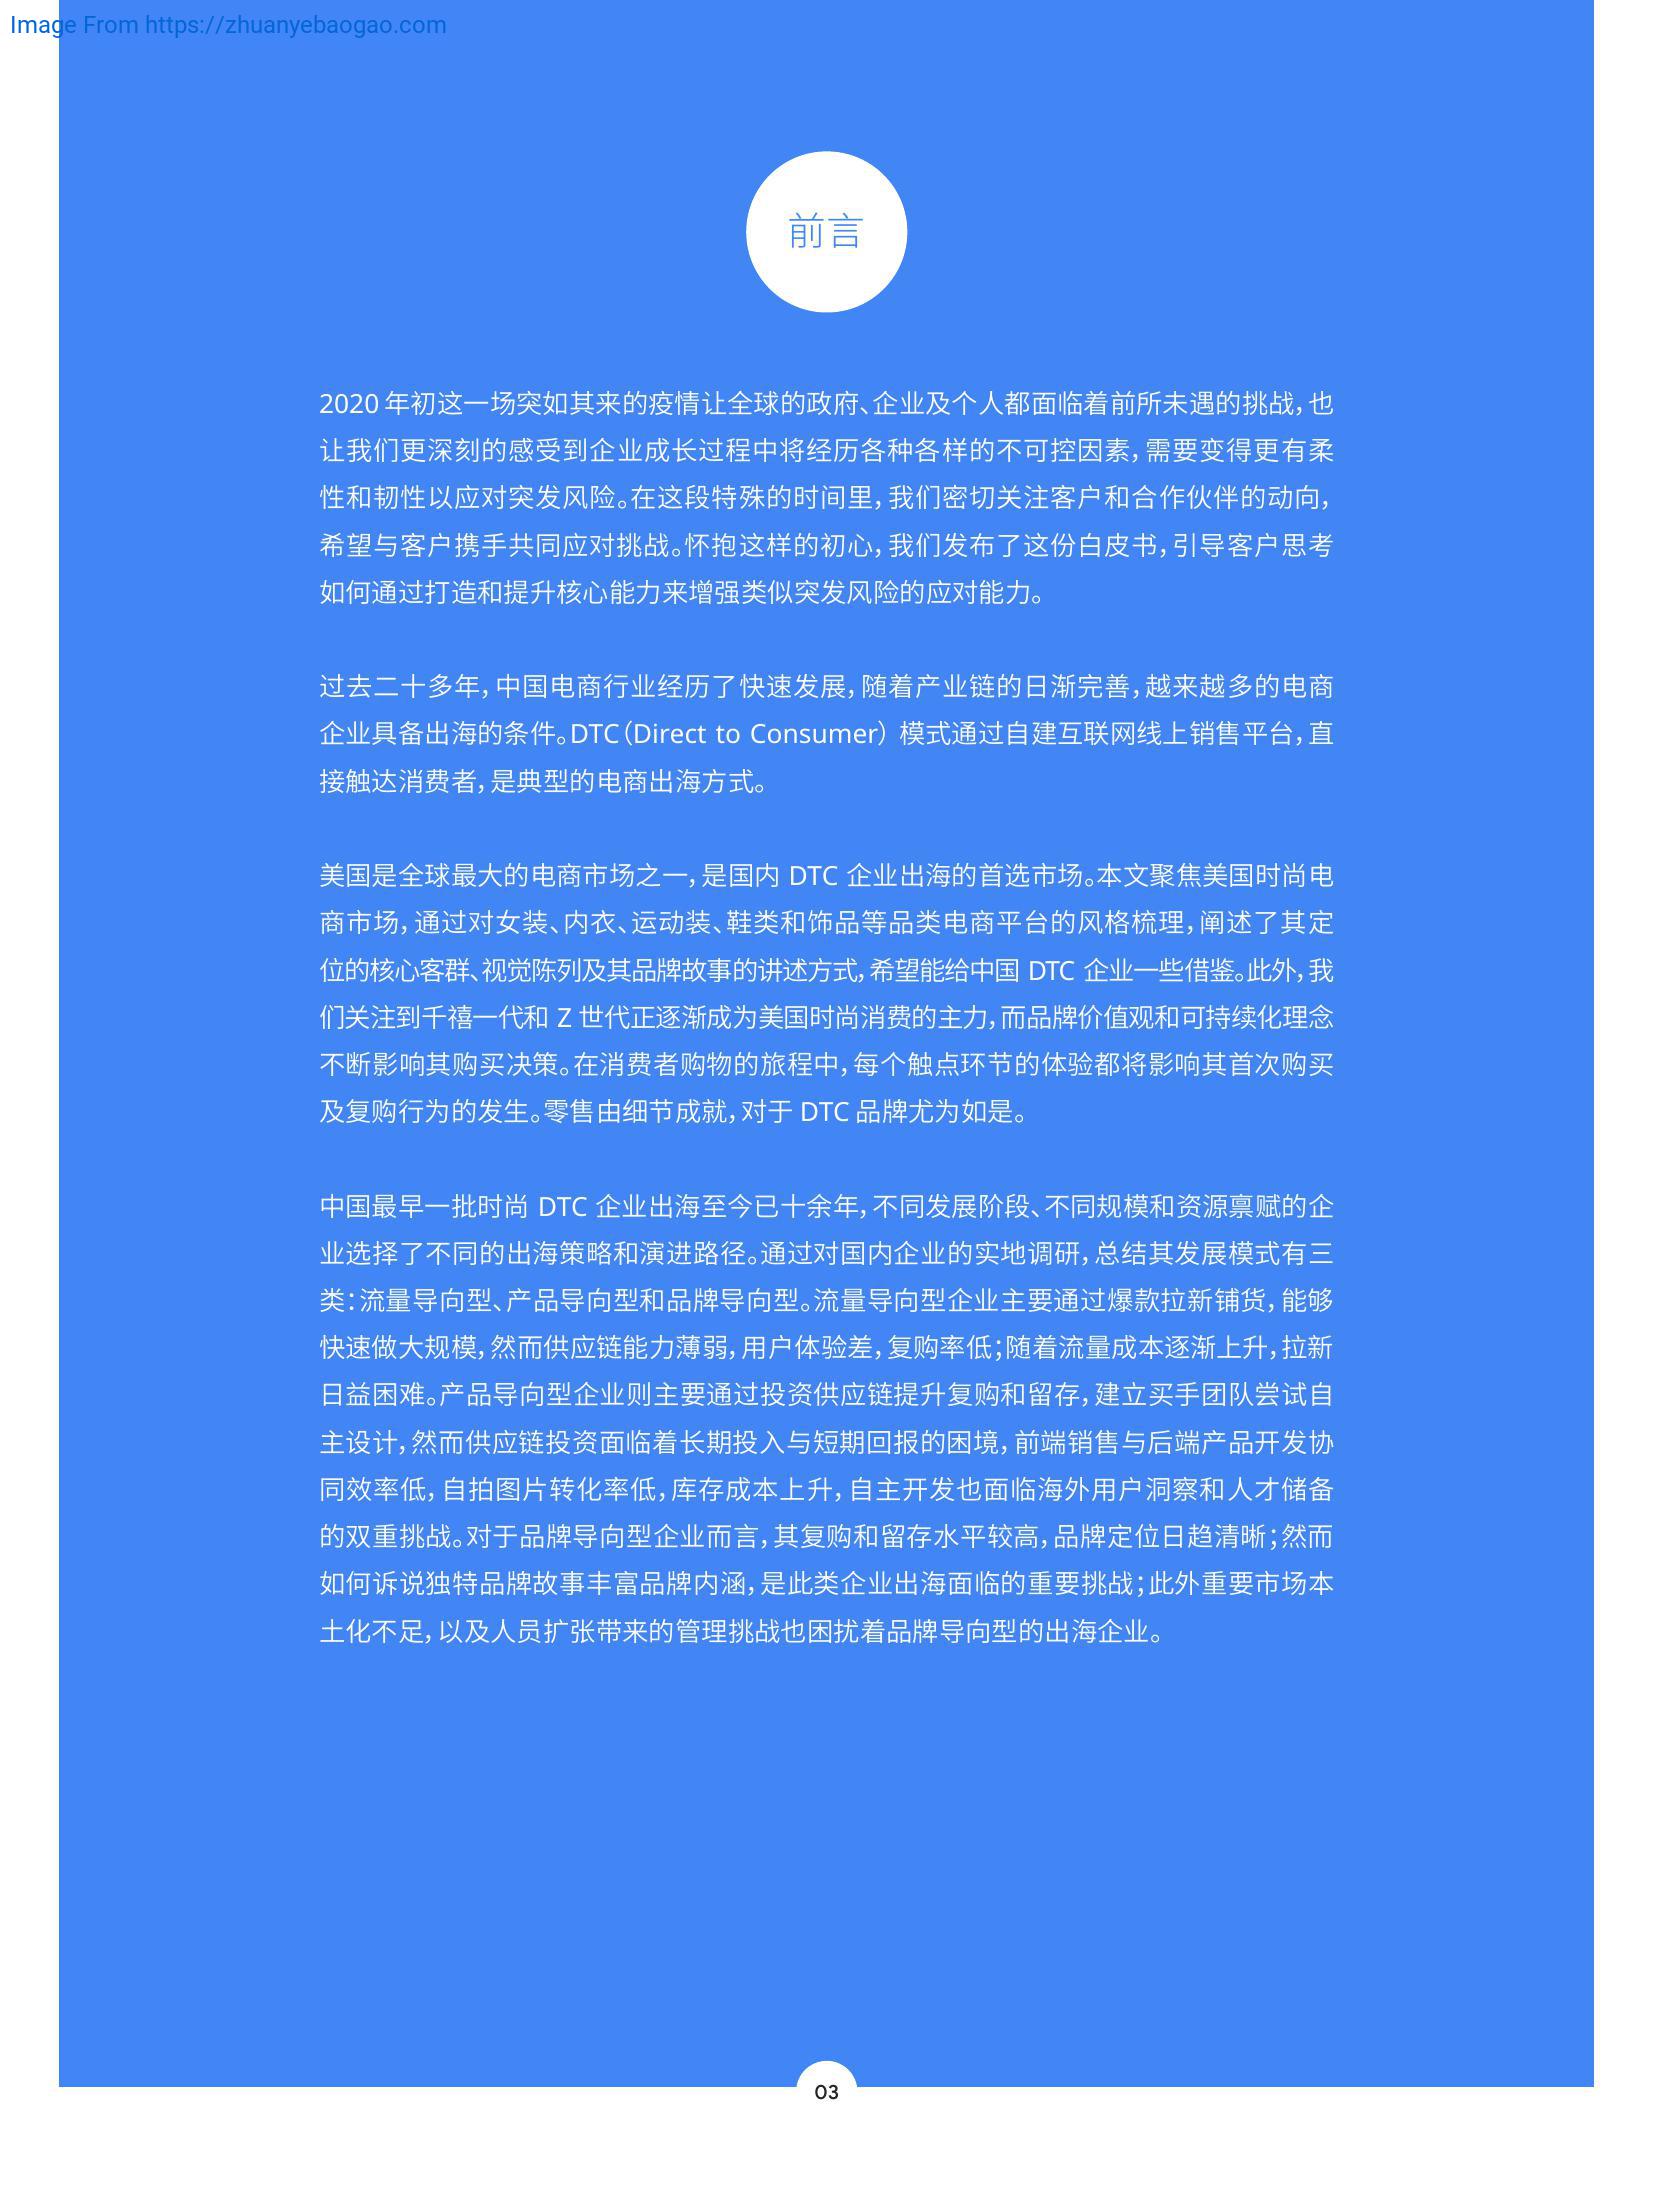 Image From https://zhuanyebaogao.com
前言
2020 年初这一场突如其来的疫情让全球的政府、企业及个人都面临着前所未遇的挑战，也
让我们更深刻的感受到企业成长过程中将经历各种各样的不可控因素，需要变得更有柔
性和韧性以应对突发风险。在这段特殊的时间里，我们密切关注客户和合作伙伴的动向，
希望与客户携手共同应对挑战。怀抱这样的初心，我们发布了这份白皮书，引导客户思考
如何通过打造和提升核心能力来增强类似突发风险的应对能力。
过去二十多年，中国电商行业经历了快速发展，随着产业链的日渐完善，越来越多的电商
企业具备出海的条件。DTC（Direct to Consumer） 模式通过自建互联网线上销售平台，直
接触达消费者，是典型的电商出海方式。
美国是全球最大的电商市场之一，是国内 DTC 企业出海的首选市场。本文聚焦美国时尚电
商市场，通过对女装、内衣、运动装、鞋类和饰品等品类电商平台的风格梳理，阐述了其定
位的核心客群、视觉陈列及其品牌故事的讲述方式，希望能给中国 DTC 企业一些借鉴。此外，我
们关注到千禧一代和 Z 世代正逐渐成为美国时尚消费的主力，而品牌价值观和可持续化理念
不断影响其购买决策。在消费者购物的旅程中，每个触点环节的体验都将影响其首次购买
及复购行为的发生。零售由细节成就，对于 DTC 品牌尤为如是。
中国最早一批时尚 DTC 企业出海至今已十余年，不同发展阶段、不同规模和资源禀赋的企
业选择了不同的出海策略和演进路径。通过对国内企业的实地调研，总结其发展模式有三
类：流量导向型、产品导向型和品牌导向型。流量导向型企业主要通过爆款拉新铺货，能够
快速做大规模，然而供应链能力薄弱，用户体验差，复购率低；随着流量成本逐渐上升，拉新
日益困难。产品导向型企业则主要通过投资供应链提升复购和留存，建立买手团队尝试自
主设计，然而供应链投资面临着长期投入与短期回报的困境，前端销售与后端产品开发协
同效率低，自拍图片转化率低，库存成本上升，自主开发也面临海外用户洞察和人才储备
的双重挑战。对于品牌导向型企业而言，其复购和留存水平较高，品牌定位日趋清晰；然而
如何诉说独特品牌故事丰富品牌内涵，是此类企业出海面临的重要挑战；此外重要市场本
土化不足，以及人员扩张带来的管理挑战也困扰着品牌导向型的出海企业。
03